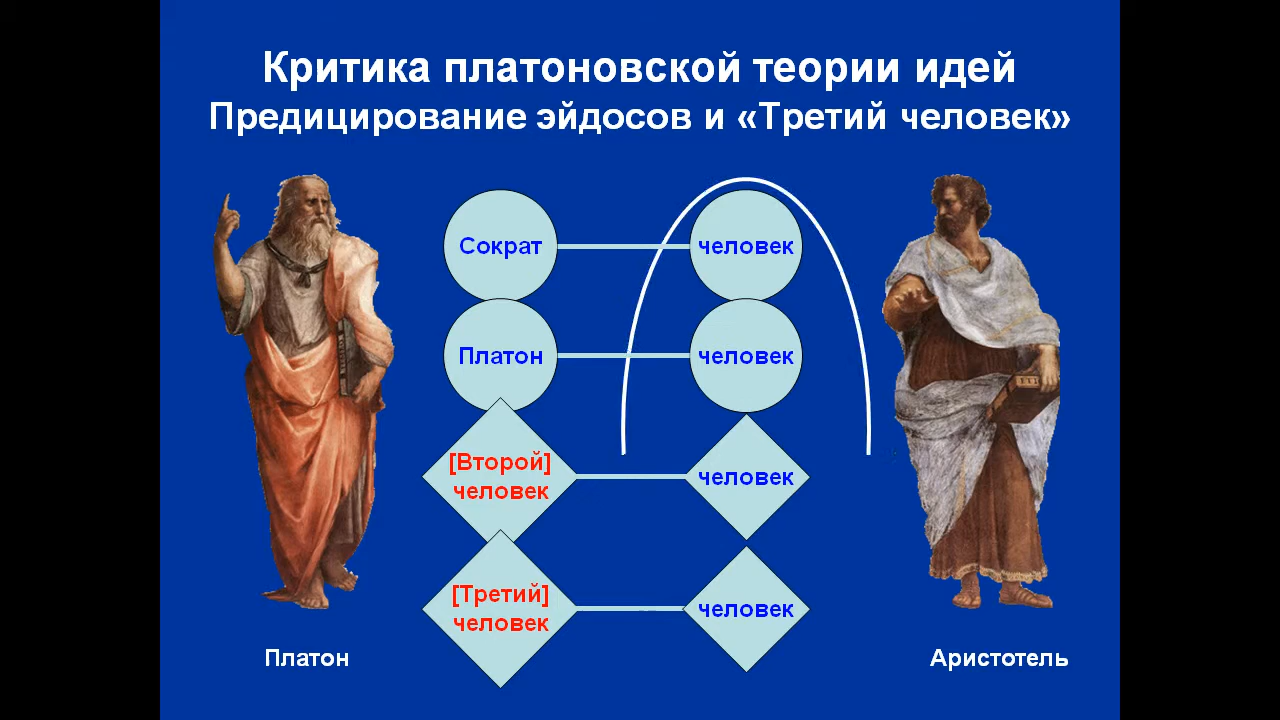 Критика платоновской теории идей
Предицирование эйдосов и «Третий человек»
Сократ
человек
Платон
человек
[Второй]
человек
человек
[Третий]
человек
человек
Платон
Аристотель